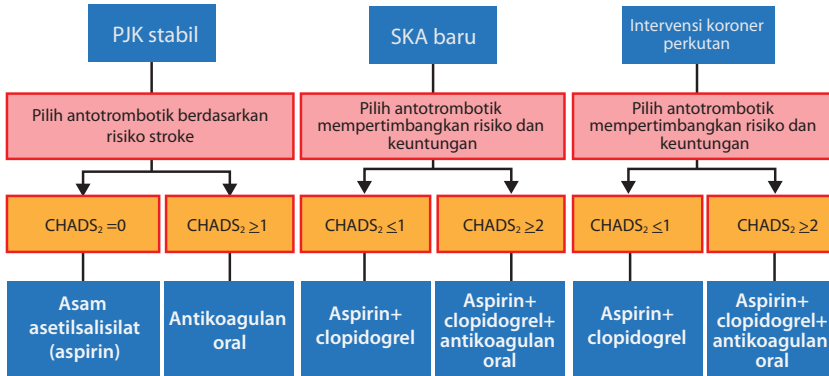 PJK stabil
SKA baru
Intervensi koroner
perkutan
Pilih antotrombotik berdasarkan
risiko stroke
Pilih antotrombotik
mempertimbangkan risiko dan
keuntungan
Pilih antotrombotik
mempertimbangkan risiko dan
keuntungan
CHADS₂ =0
CHADS₂ ≥1
CHADS₂ ≤1
CHADS₂ ≥2
CHADS₂ ≤1
CHADS₂ ≥2
Asam
asetilsalisilat
(aspirin)
Antikoagulan
oral
Aspirin+
clopidogrel
Aspirin+
clopidogrel+
antikoagulan
oral
Aspirin+
clopidogrel
Aspirin+
clopidogrel+
antikoagulan
oral